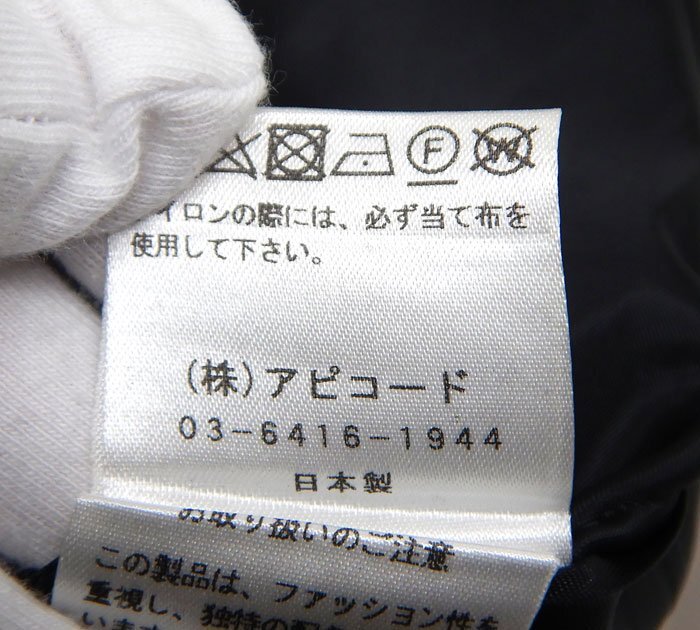 F
W
イロンの際には、必ず当て布を
使用して下さい。
(株)アピコード
03-6416-1944
日本製
お取り扱いのご注意
この製品は、ファッション性を
重視し、独特の
います